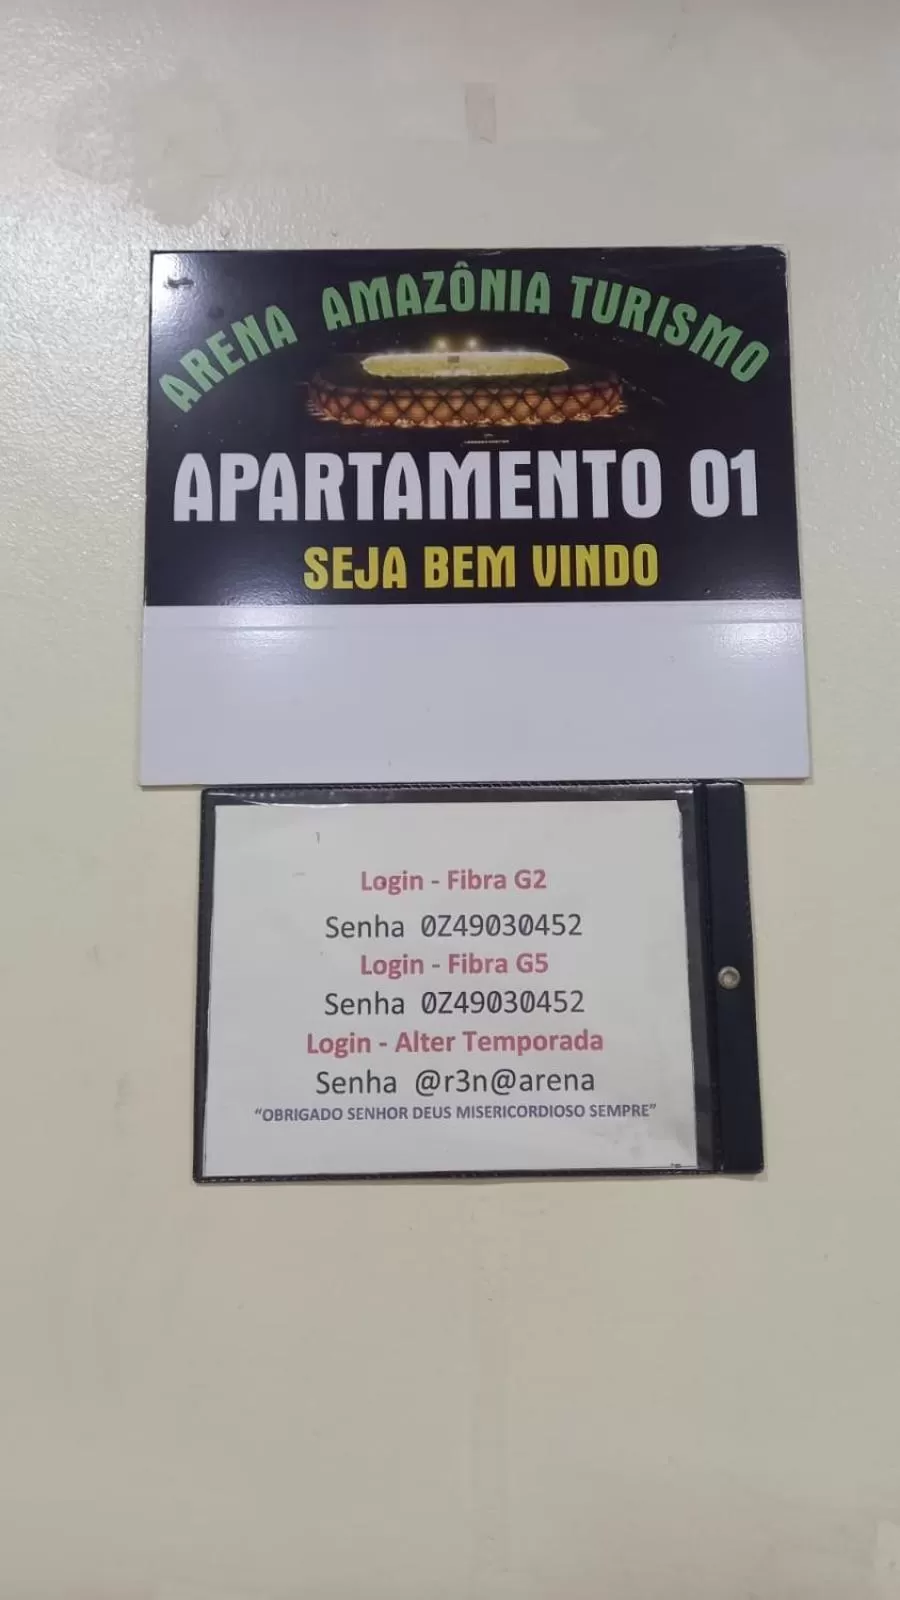 ARENA AMAZÔNIA TURISMO
APARTAMENTO 01
SEJA BEM VINDO
Login - Fibra G2
Senha 0Z49030452
Login - Fibra G5
Senha 0Z49030452
Login - Alter Temporada
Senha @r3n@arena
“OBRIGADO SENHOR DEUS MISERICORDIOSO SEMPRE”